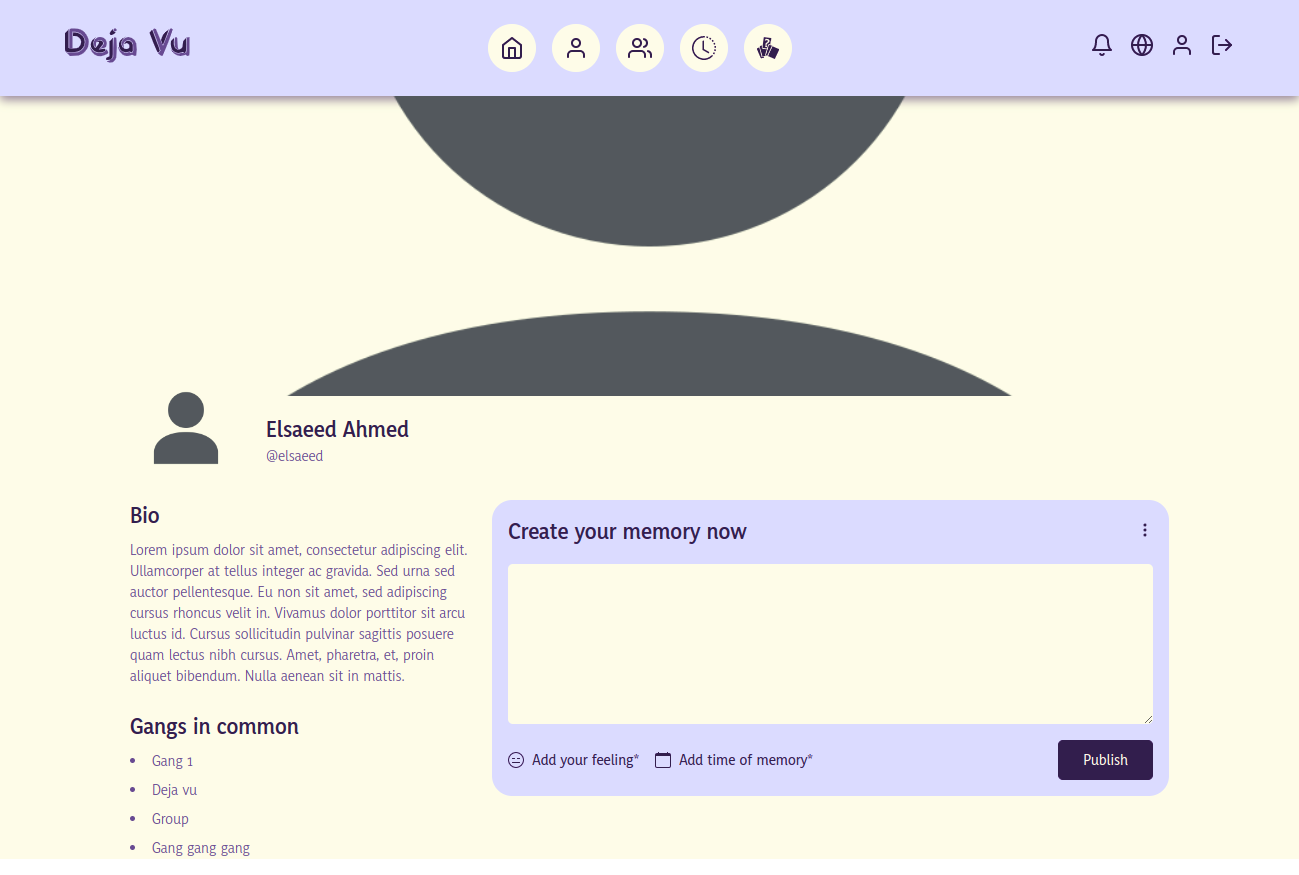 Deja Vu
Elsaeed Ahmed
@elsaeed
Bio
Lorem ipsum dolor sit amet, consectetur adipiscing elit.
Ullamcorper at tellus integer ac gravida. Sed urna sed
auctor pellentesque. Eu non sit amet, sed adipiscing
cursus rhoncus velit in. Vivamus dolor porttitor sit arcu
luctus id. Cursus sollicitudin pulvinar sagittis posuere
quam lectus nibh cursus. Amet, pharetra, et, proin
aliquet bibendum. Nulla aenean sit in mattis.
Gangs in common
Gang 1
Deja vu
Group
Gang gang gang
Create your memory now
Add your feeling*
Add time of memory*
Publish